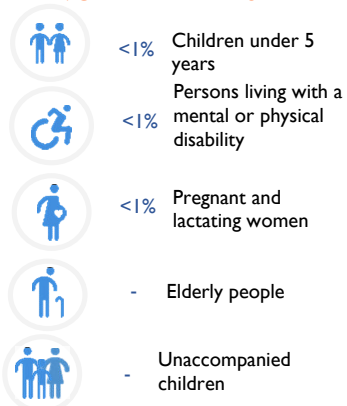 <1% Children under 5
years
<1% Persons living with a
mental or physical
disability
<1% Pregnant and
lactating women
- Elderly people
- Unaccompanied
children